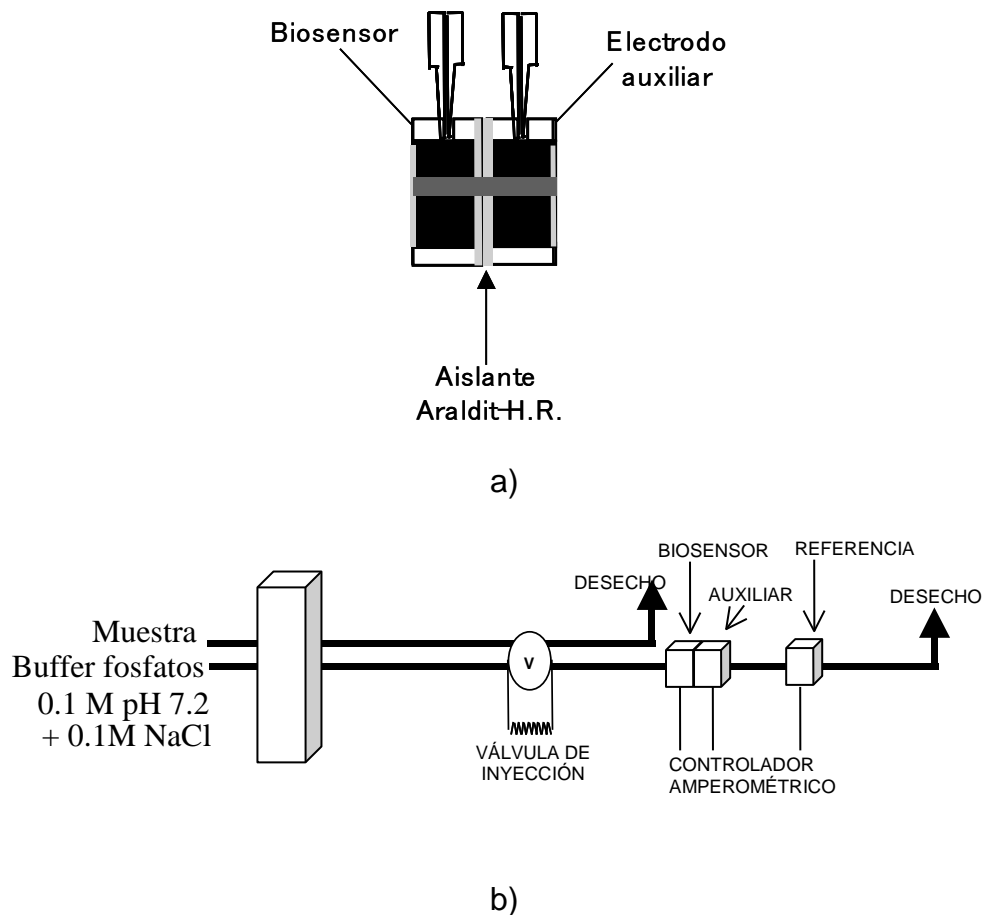 Biosensor
Electrodo
auxiliar
Aislante
Araldit-H.R.
a)
BIOSENSOR
REFERENCIA
DESECHO
AUXILIAR
DESECHO
Muestra
Buffer fosfatos
0.1 M pH 7.2
+ 0.1M NaCl
V
VÁLVULA DE
INYECCIÓN
CONTROLADOR
AMPEROMÉTRICO
b)